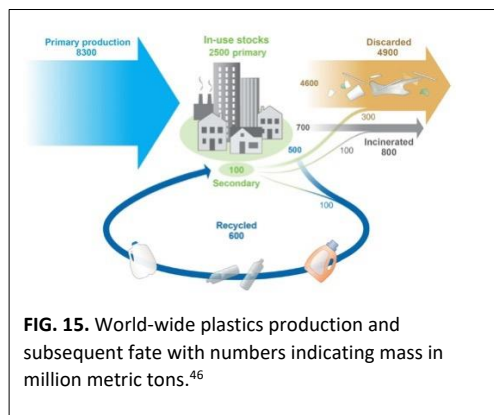 Primary production
8300
In-use stocks
2500 primary
Discarded
4900
4600
300
700
Incinerated
800
500
100
100
Secondary
100
Recycled
600
FIG. 15. World-wide plastics production and
subsequent fate with numbers indicating mass in
million metric tons.46